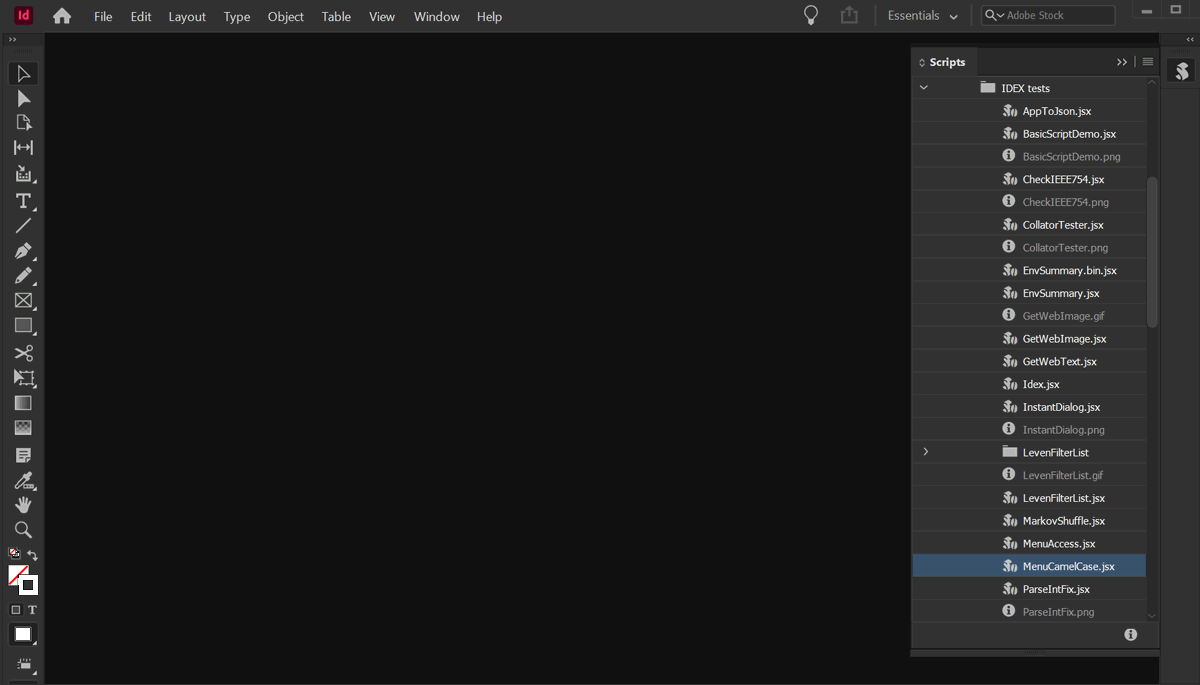 Id File Edit Layout Type Object Table View Window Help Essentials Adobe Stock
Scripts
IDEX tests
AppToJson.jsx
BasicScriptDemo.jsx
BasicScriptDemo.png
CheckIEEE754.jsx
CheckIEEE754.png
CollatorTester.jsx
CollatorTester.png
EnvSummary.bin.jsx
EnvSummary.jsx
GetWebImage.gif
GetWebImage.jsx
GetWebText.jsx
Idex.jsx
InstantDialog.jsx
InstantDialog.png
LevenFilterList
LevenFilterList.gif
LevenFilterList.jsx
MarkovShuffle.jsx
MenuAccess.jsx
MenuCamelCase.jsx
ParseIntFix.jsx
ParseIntFix.png